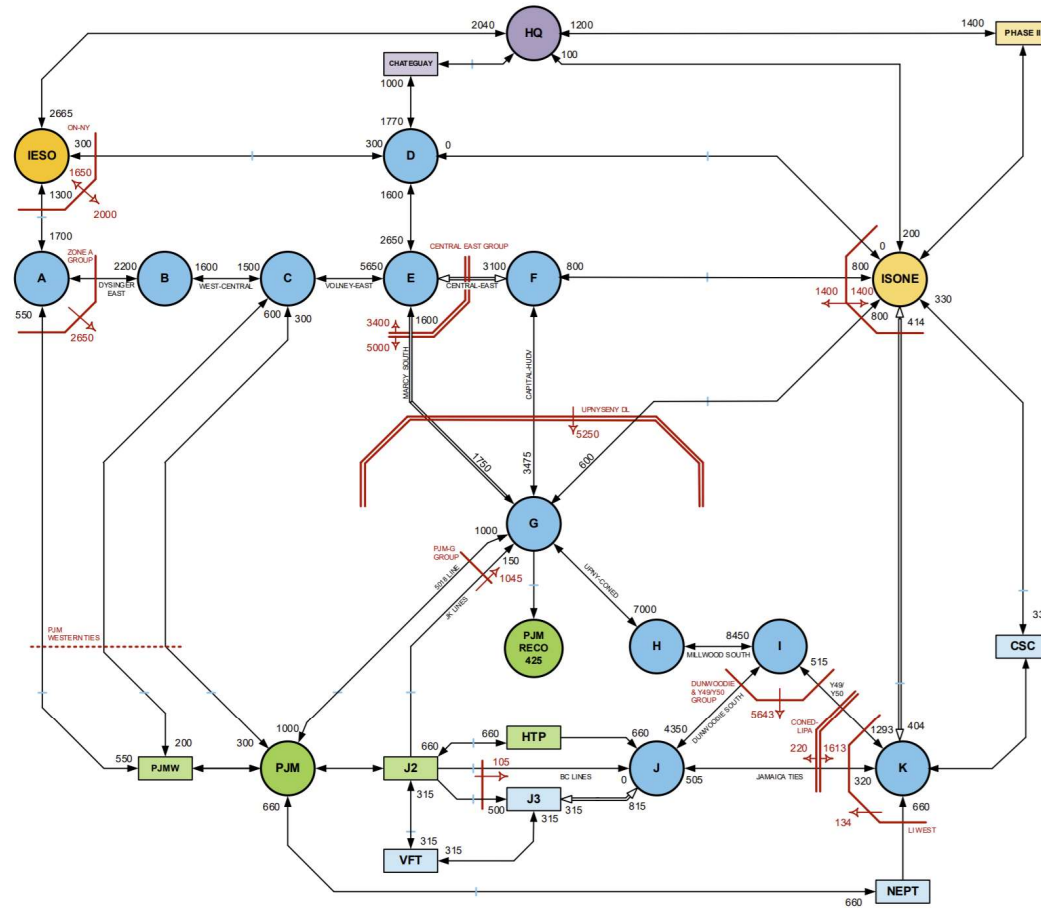 2040
HQ
1200
1400
PHASE II
CHATEGUAY
100
1000
2665
ON-NY
1770
IESO
300
300
D
0
1650
1300
2000
1600
1700
ZONE A
GROUP
2650
CENTRAL EAST GROUP
200
0
A
2200
B
1600
1500
C
5650
E
3100
F
800
800
ISONE
DYSINGER
EAST
WEST-CENTRAL
VOLNEY-EAST
CENTRAL-EAST
1400
1400
550
2650
600
300
1600
3400
5000
800
414
330
MARCY SOUTH
CAPITAL-HUDV
UPNYSENY DL
5250
1750
3475
600
G
1000
150
PJM-G
GROUP
1045
5018 LINE
JK LINES
UPNY-CONED
PJM
WESTERN TIES
PJM
RECO
425
7000
H
8450
I
MILLWOOD SOUTH
CSC
515
DUNWOODIE
& Y49/Y50
GROUP
5643
Y49/
Y50
DUNWOODIE SOUTH
CONED-
LIPA
4350
1000
200
300
550
PJMW
PJM
660
660
HTP
660
220
1613
1293
404
J2
105
BC LINES
0
J
505
JAMAICA TIES
320
K
660
315
500
J3
315
815
660
134
LI WEST
315
315
VFT
315
NEPT
660